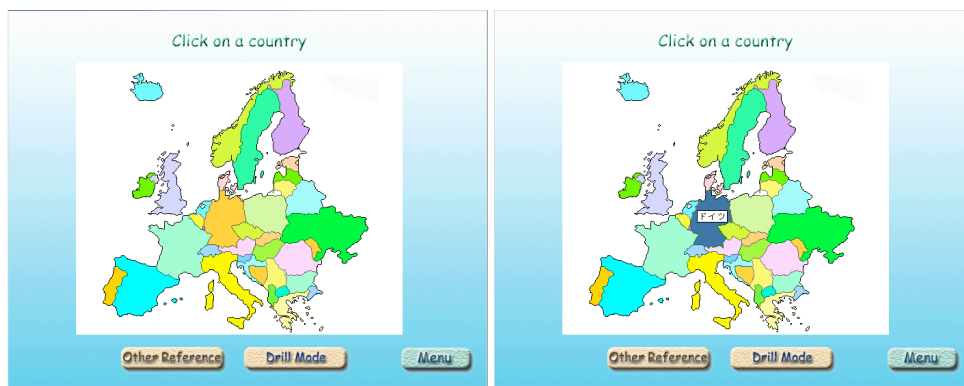 Click on a country
Other Reference
Drill Mode
Menu
Click on a country
ドイツ
Other Reference
Drill Mode
Menu